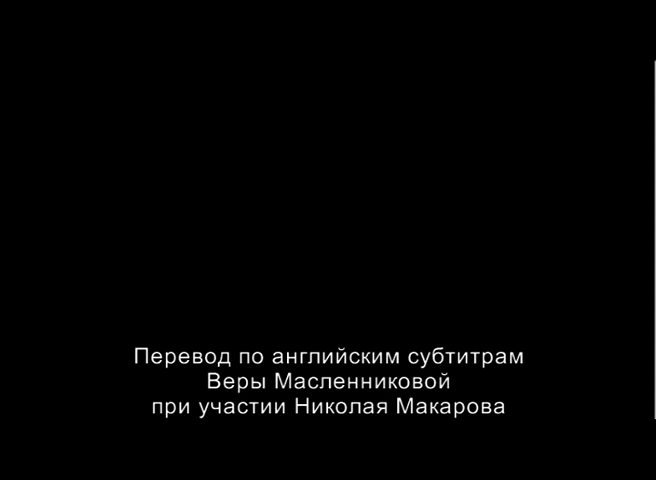 Перевод по английским субтитрам
Веры Масленниковой
при участии Николая Макарова